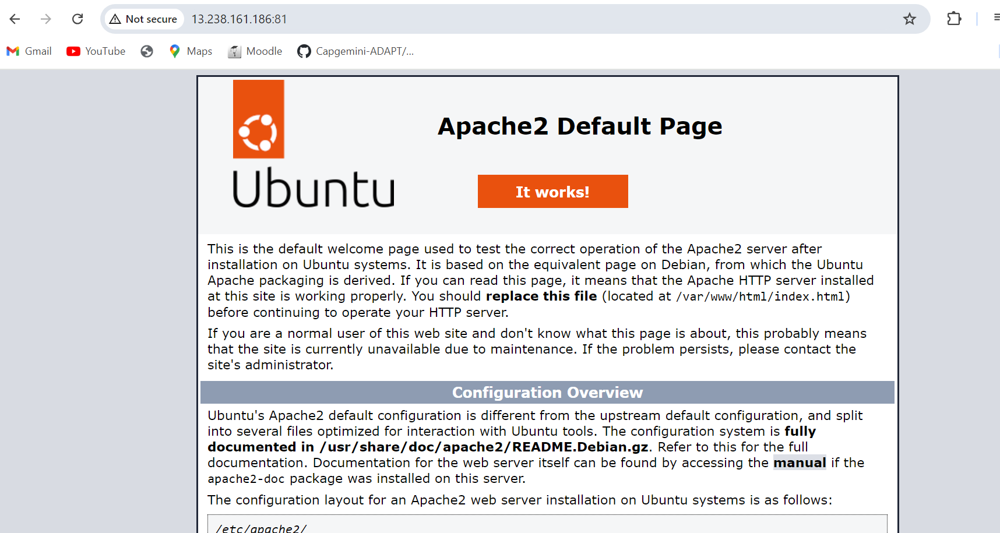 Not secure
13.238.161.186:81
Gmail
YouTube
Maps
Moodle
Capgemini-ADAPT/...
Ubuntu
Apache2 Default Page
It works!
This is the default welcome page used to test the correct operation of the Apache2 server after
installation on Ubuntu systems. It is based on the equivalent page on Debian, from which the Ubuntu
Apache packaging is derived. If you can read this page, it means that the Apache HTTP server installed
at this site is working properly. You should replace this file (located at /var/www/html/index.html)
before continuing to operate your HTTP server.
If you are a normal user of this web site and don't know what this page is about, this probably means
that the site is currently unavailable due to maintenance. If the problem persists, please contact the
site's administrator.
Configuration Overview
Ubuntu's Apache2 default configuration is different from the upstream default configuration, and split
into several files optimized for interaction with Ubuntu tools. The configuration system is fully
documented in /usr/share/doc/apache2/README.Debian.gz. Refer to this for the full
documentation. Documentation for the web server itself can be found by accessing the manual if the
apache2-doc package was installed on this server.
The configuration layout for an Apache2 web server installation on Ubuntu systems is as follows:
/etc/apache2/